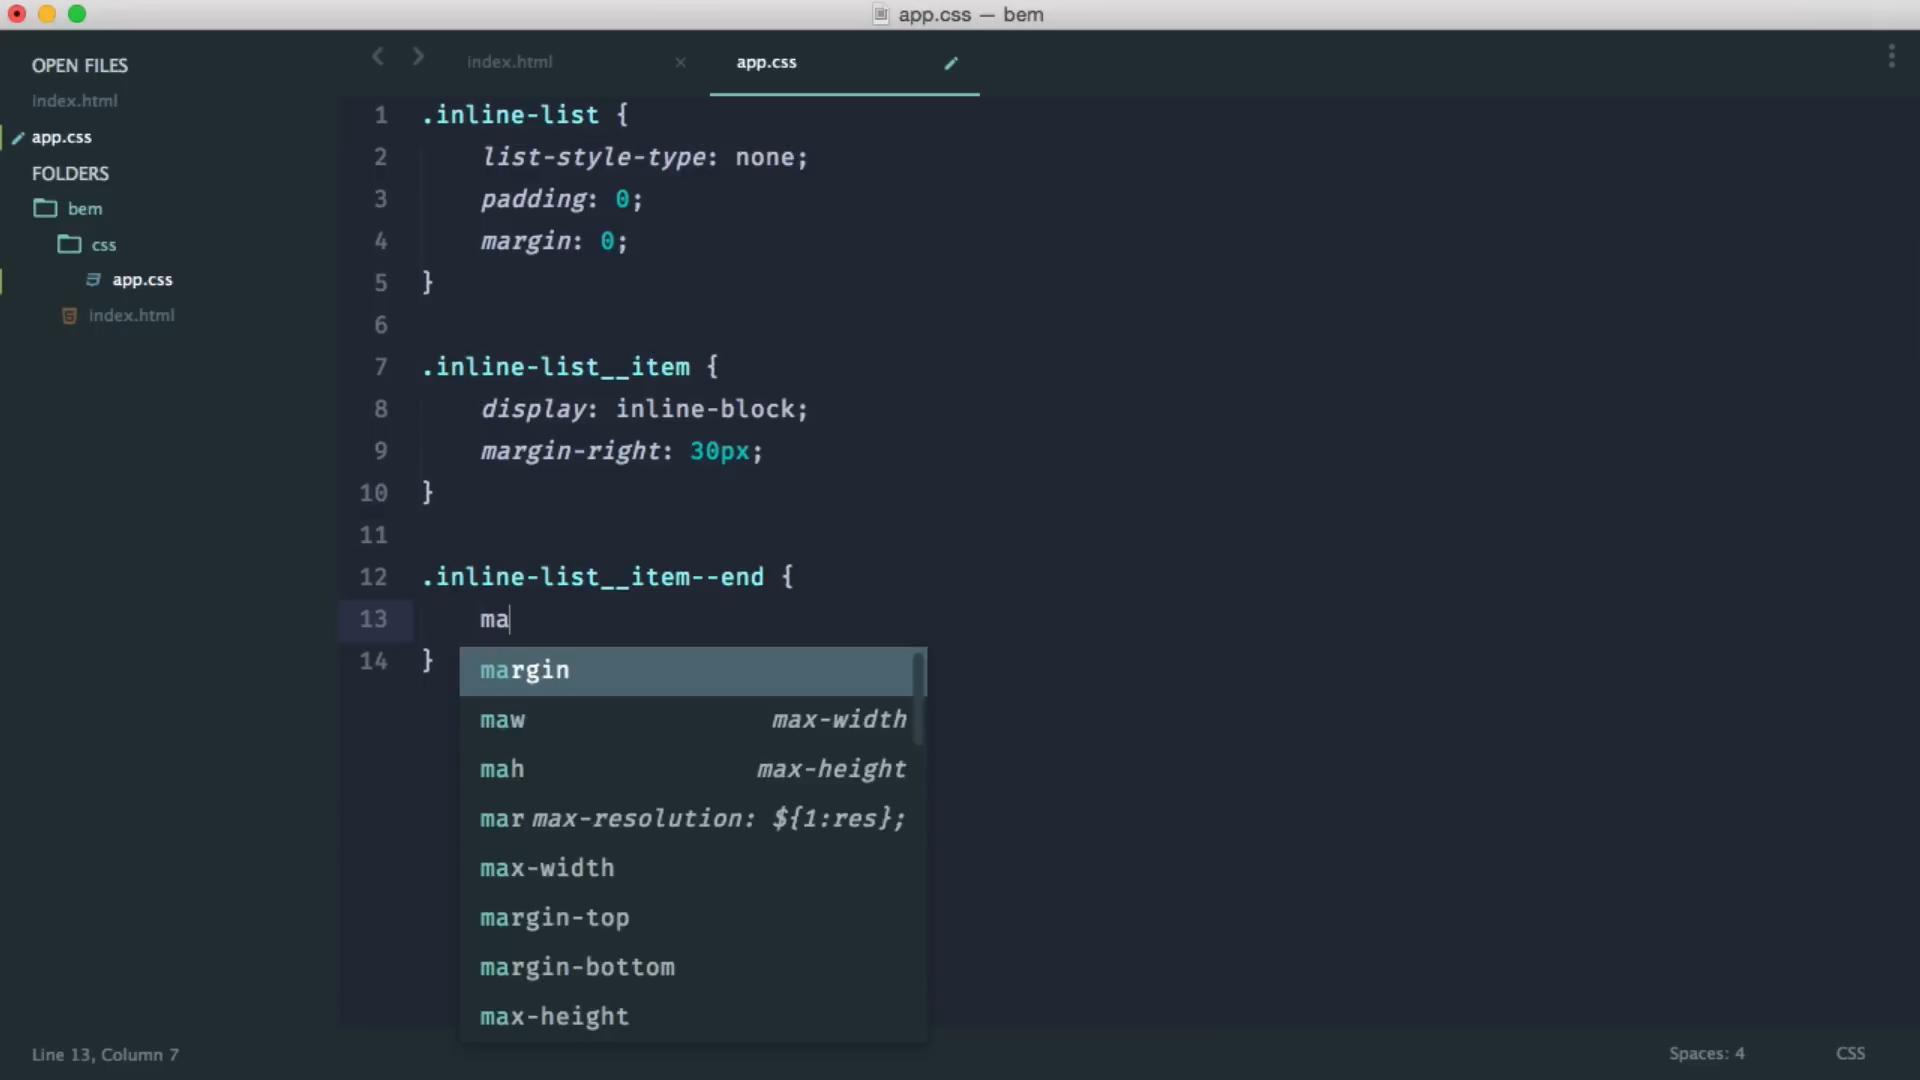 app.css — bem
OPEN FILES
index.html
app.css
FOLDERS
bem
css
app.css
index.html
index.html
app.css
1 .inline-list {
2 list-style-type: none;
3 padding: 0;
4 margin: 0;
5 }
6
7 .inline-list__item {
8 display: inline-block;
9 margin-right: 30px;
10 }
11
12 .inline-list__item--end {
13 ma
14 }
margin
maw max-width
mah max-height
mar max-resolution: ${1:res};
max-width
margin-top
margin-bottom
max-height
Line 13, Column 7
Spaces: 4
CSS